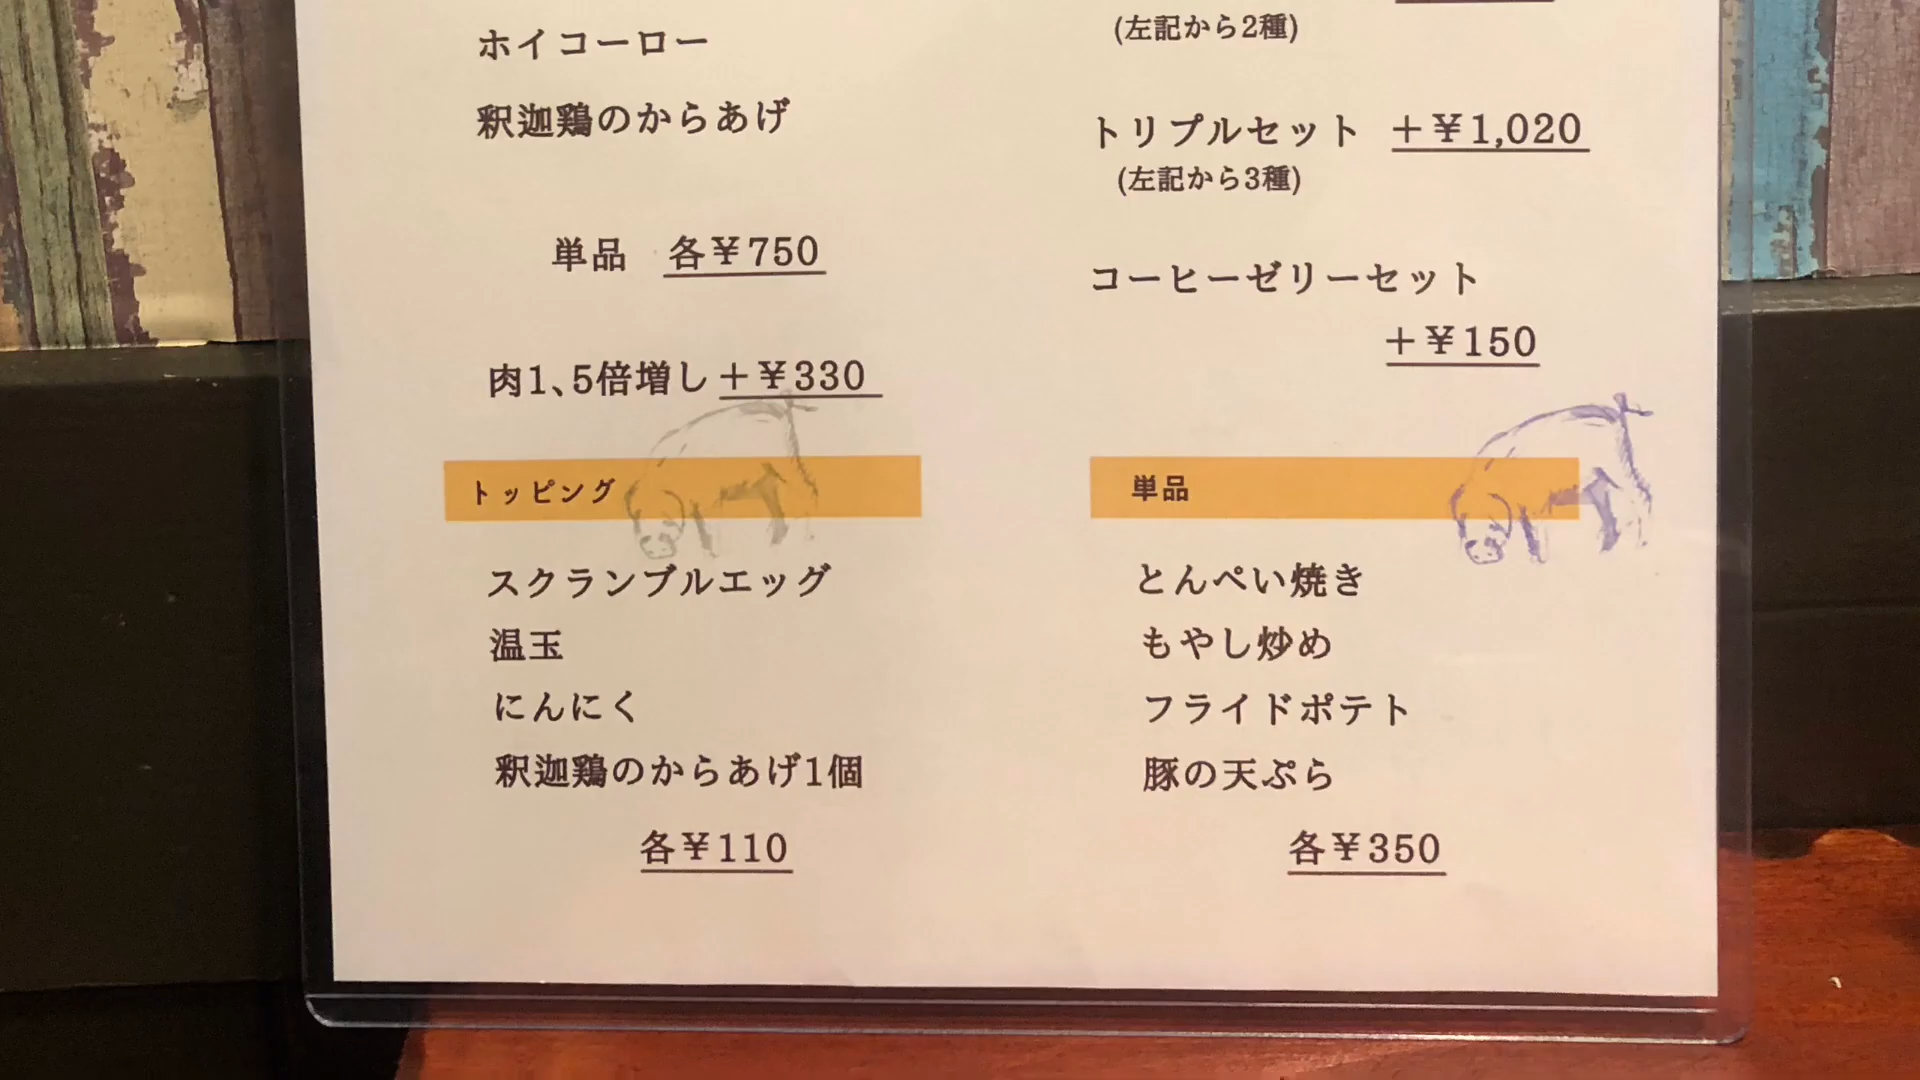 ホイコーロー
釈迦鶏のからあげ
単品 各￥750
肉1、5倍増し＋￥330
トッピング
スクランブルエッグ
温玉
にんにく
釈迦鶏のからあげ1個
各￥110
(左記から2種)
トリプルセット ＋￥1,020
(左記から3種)
コーヒーゼリーセット
＋￥150
単品
とんぺい焼き
もやし炒め
フライドポテト
豚の天ぷら
各￥350